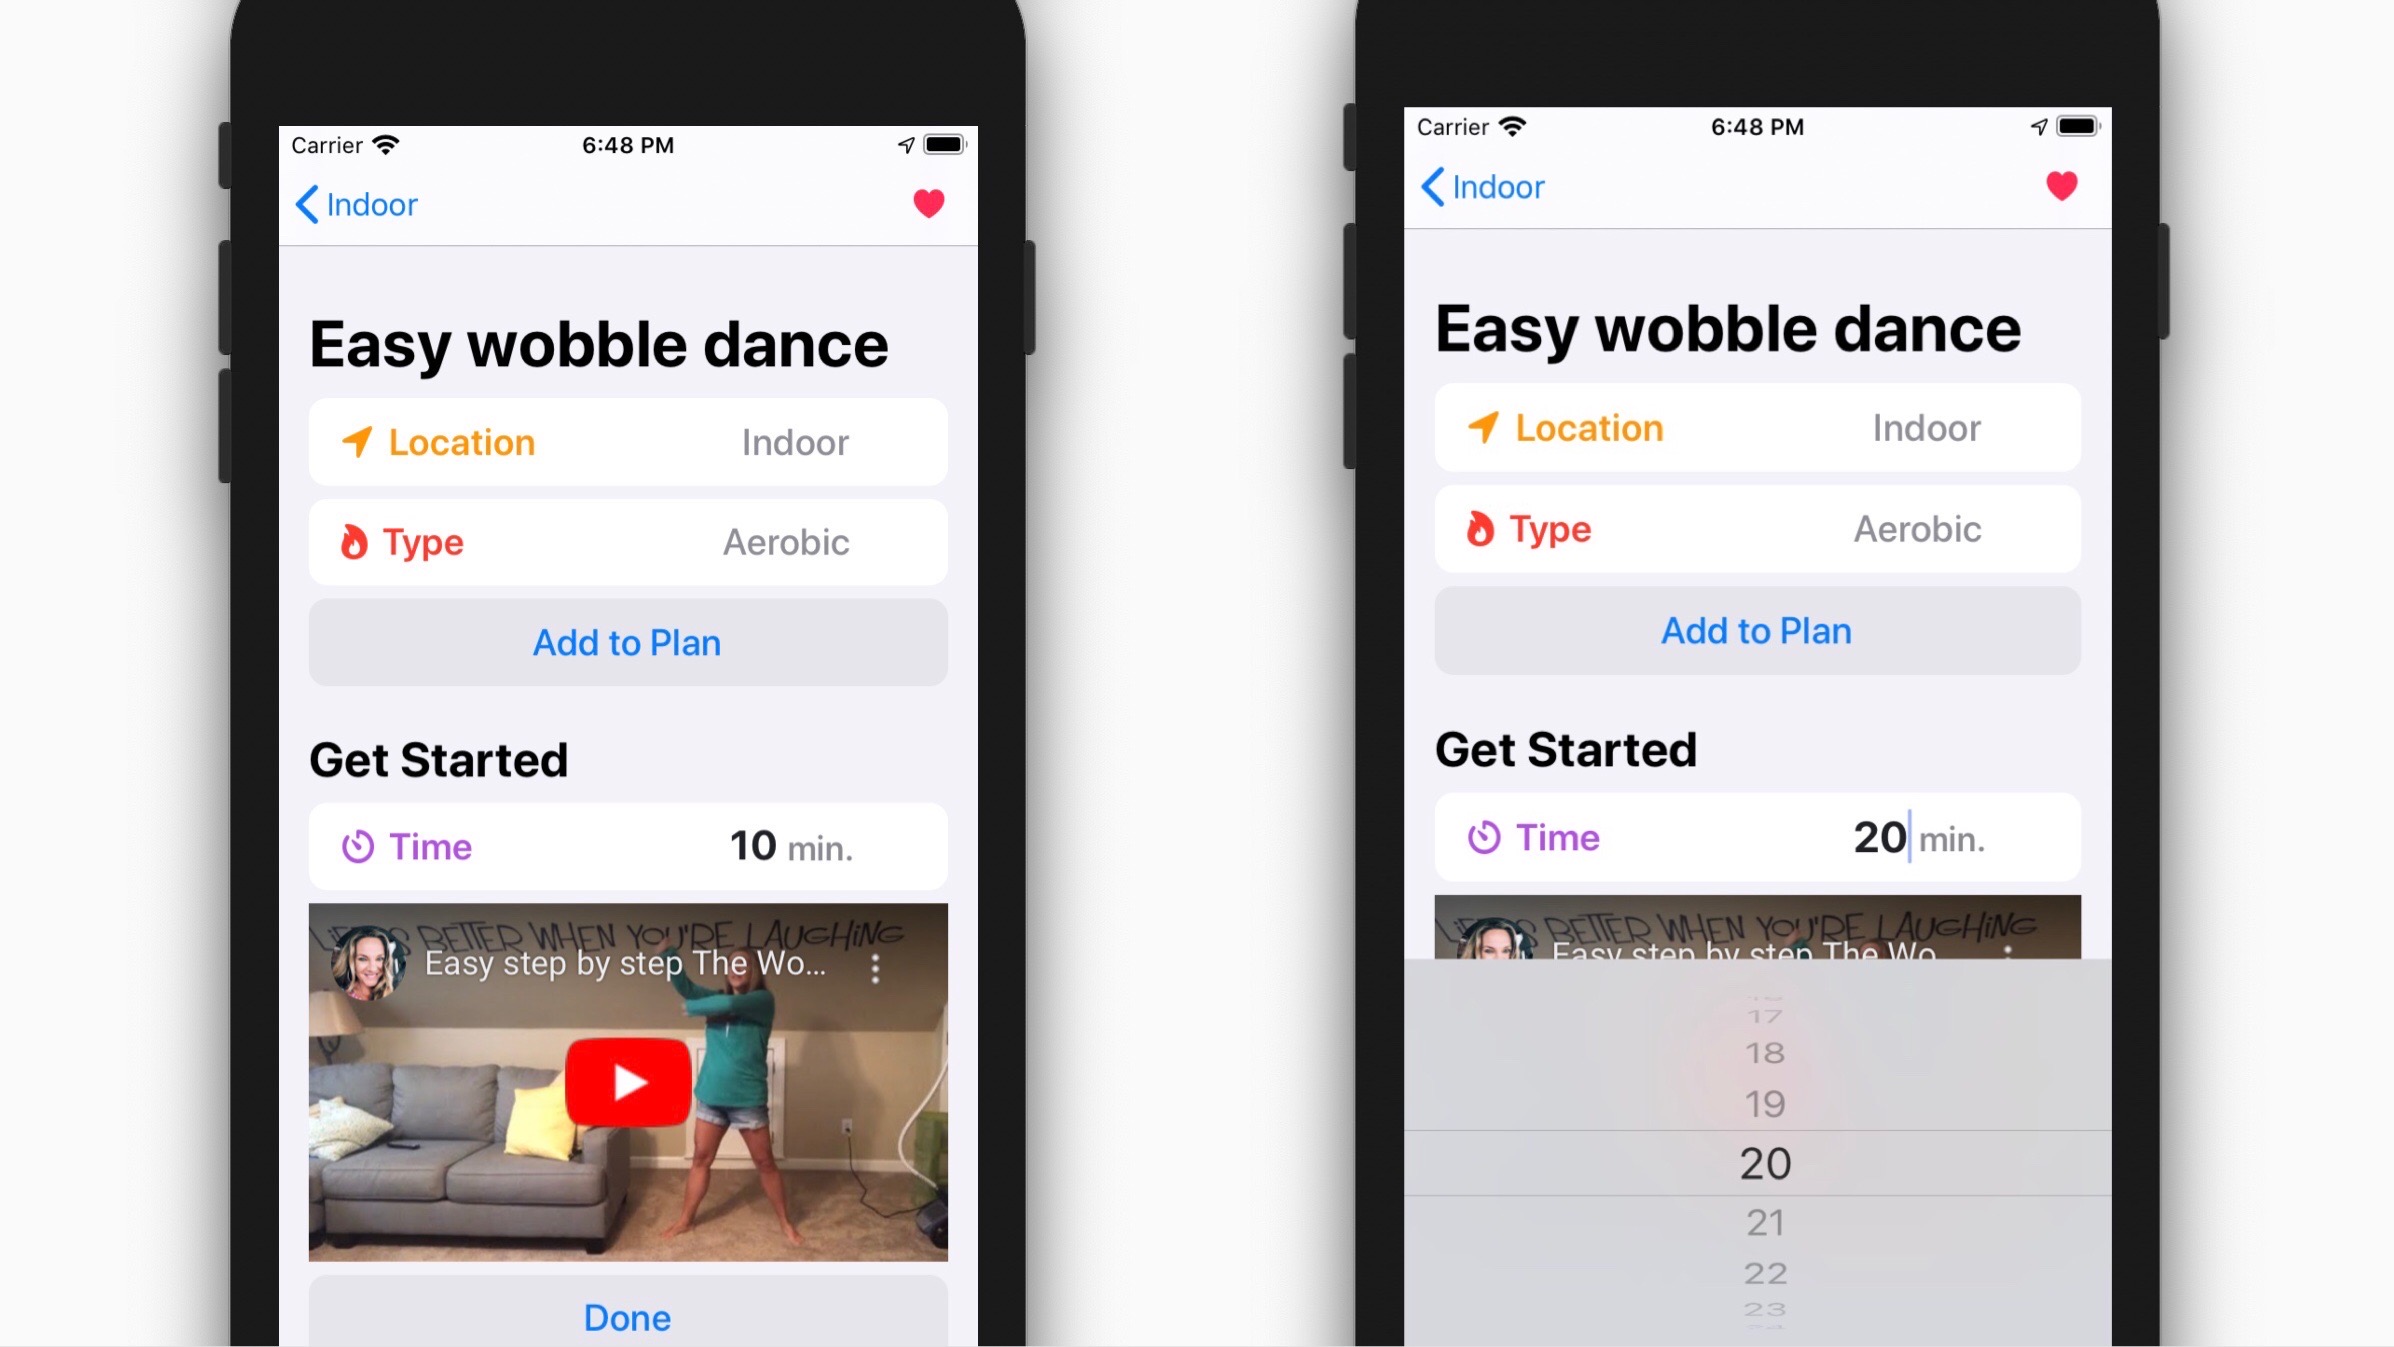 Carrier 6:48 PM
Indoor
Easy wobble dance
Location Indoor
Type Aerobic
Add to Plan
Get Started
Time 10 min.
BETTER WHEN YOU'RE LAUGHING
Easy step by step The Wo...
Done
Carrier 6:48 PM
Indoor
Easy wobble dance
Location Indoor
Type Aerobic
Add to Plan
Get Started
Time 20 min.
BETTER WHEN YOU'RE LAUGHING
Easy step by step The Wo
17
18
19
20
21
22
23